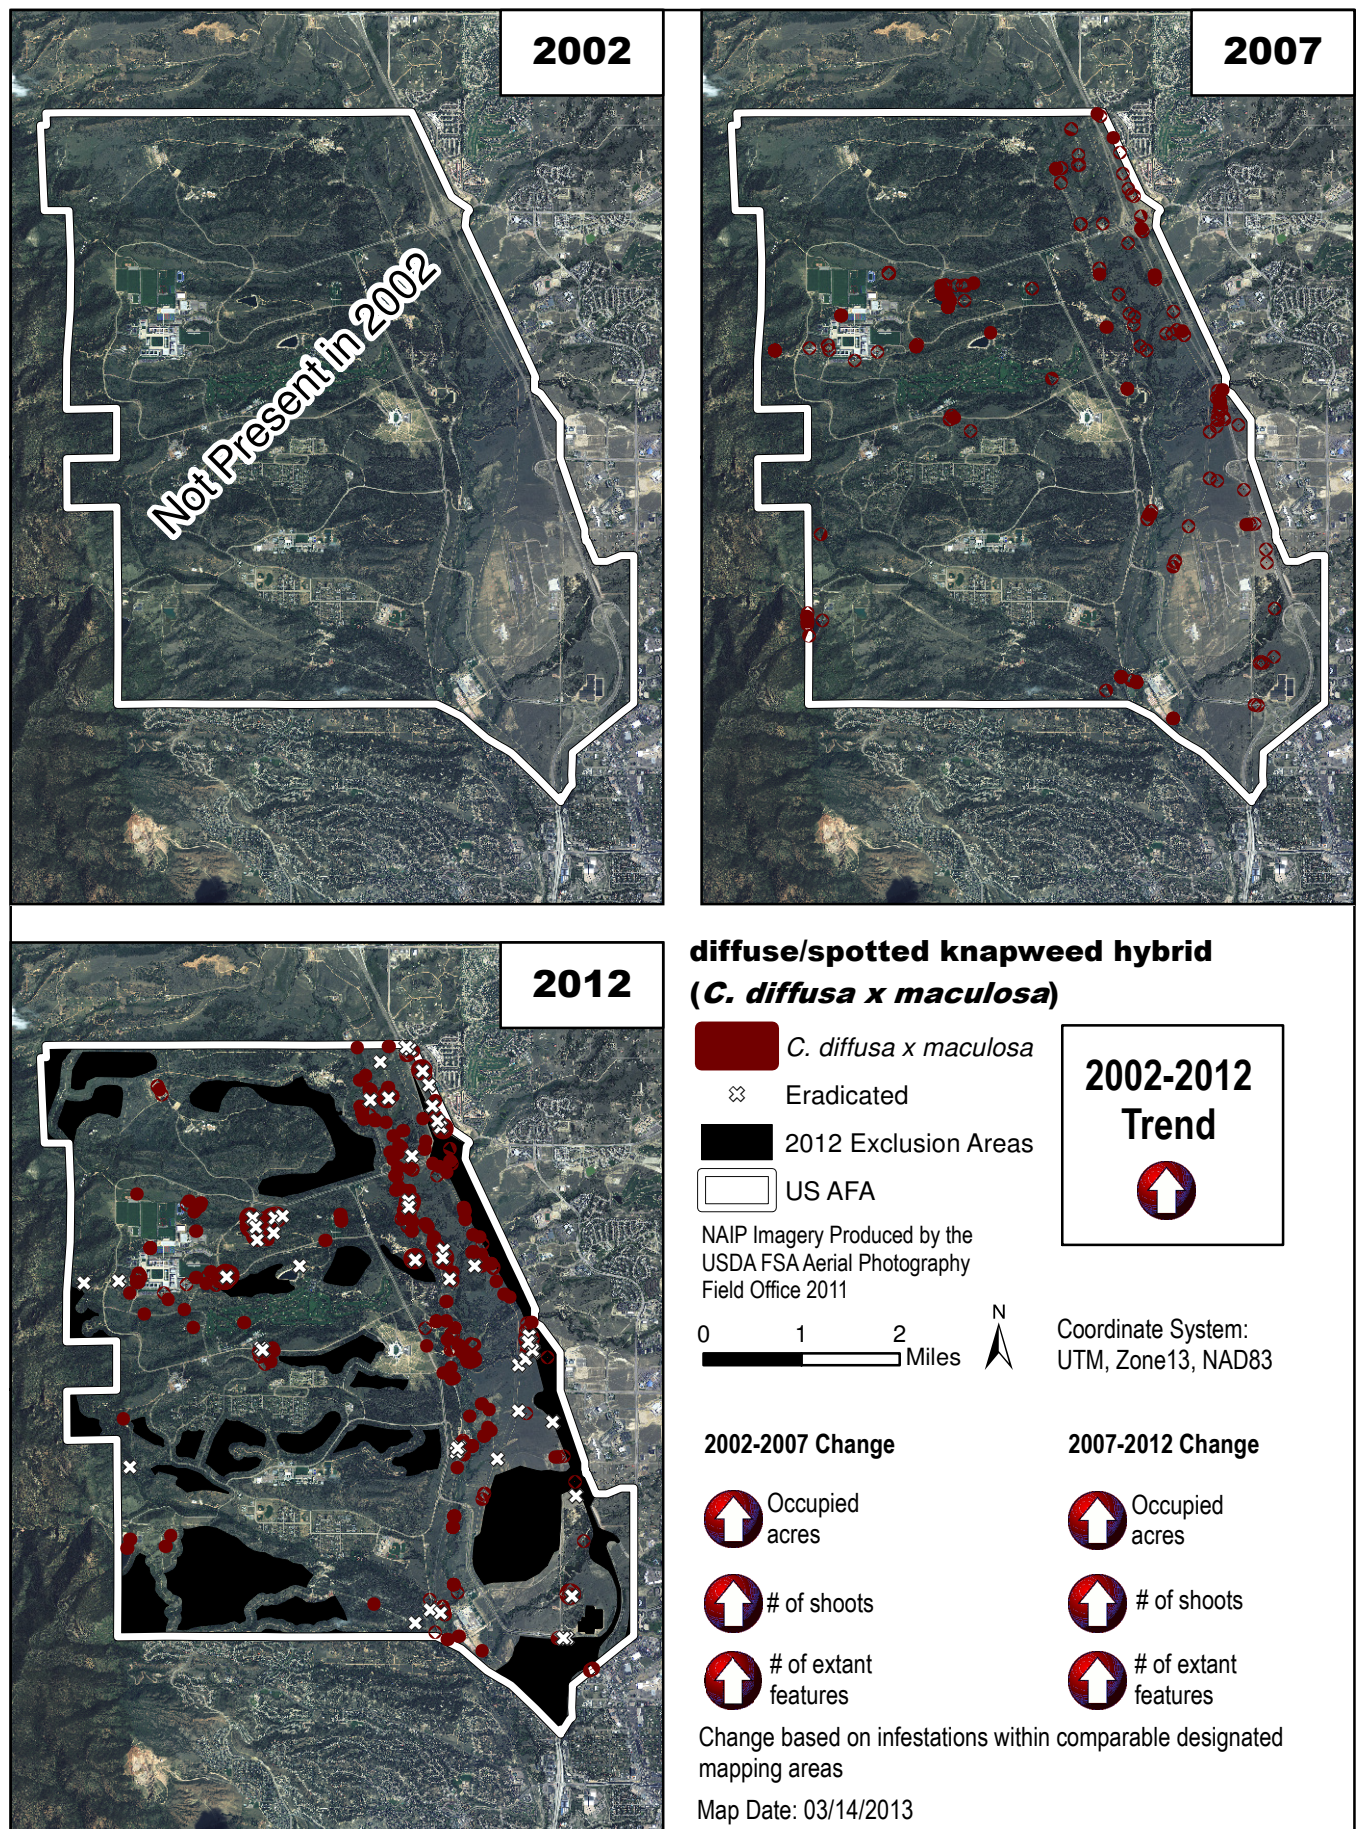 2002
2007
Not Present in 2002
2012
diffuse/spotted knapweed hybrid
(C. diffusa x maculosa)
C. diffusa x maculosa
Eradicated
2012 Exclusion Areas
US AFA
2002-2012
Trend
NAIP Imagery Produced by the
USDA FSA Aerial Photography
Field Office 2011
0 1 2
Miles
N
Coordinate System:
UTM, Zone13, NAD83
2002-2007 Change
Occupied
acres
# of shoots
# of extant
features
2007-2012 Change
Occupied
acres
# of shoots
# of extant
features
Change based on infestations within comparable designated
mapping areas
Map Date: 03/14/2013